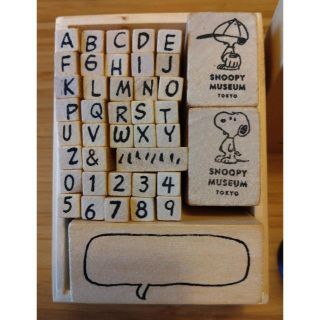 A B C D E
F G H I J
K L M N O
P Q R S T
U V W X Y
Z &
0 1 2 3 4
5 6 7 8 9
SNOOPY
MUSEUM
TOKYO
SNOOPY
MUSEUM
TOKYO